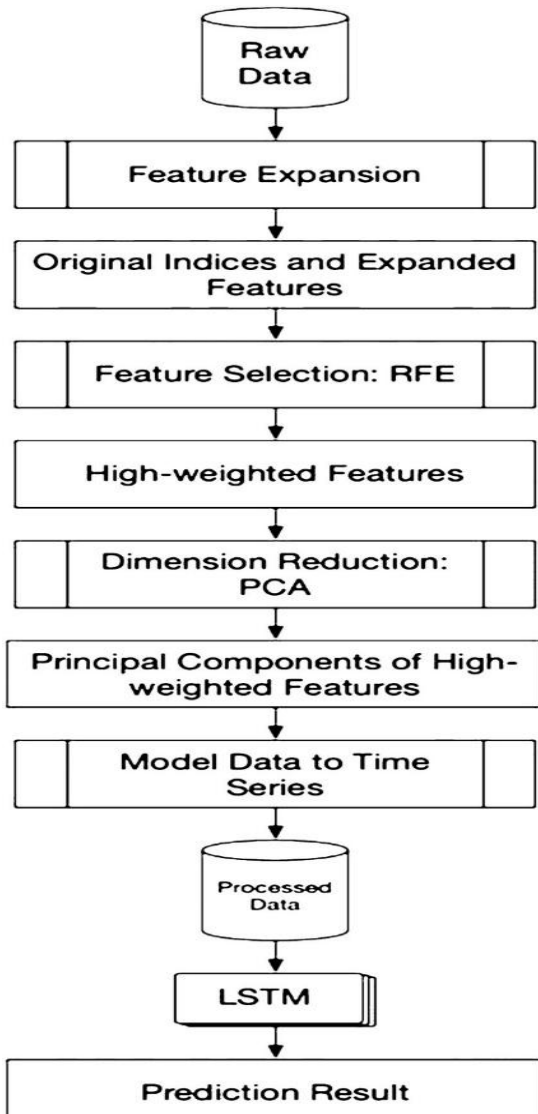 Raw
Data
Feature Expansion
Original Indices and Expanded
Features
Feature Selection: RFE
High-weighted Features
Dimension Reduction:
PCA
Principal Components of High-
weighted Features
Model Data to Time
Series
Processed
Data
LSTM
Prediction Result